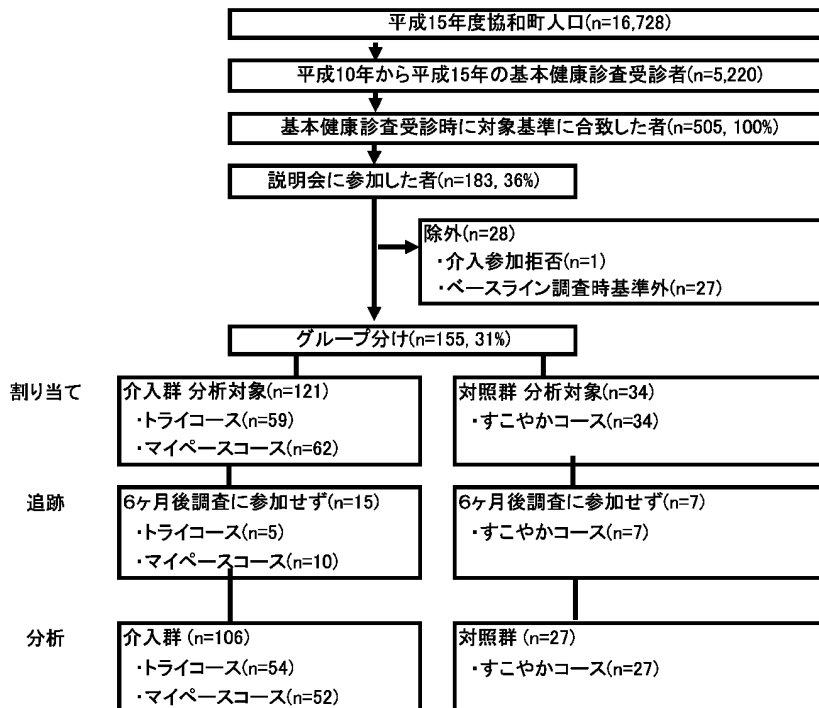 平成15年度協和町人口(n=16,728)
平成10年から平成15年の基本健康診査受診者(n=5,220)
基本健康診査受診時に対象基準に合致した者(n=505, 100%)
説明会に参加した者(n=183, 36%)
除外(n=28)
・介入参加拒否(n=1)
・ベースライン調査時基準外(n=27)
グループ分け(n=155, 31%)
割り当て
介入群 分析対象(n=121)
・トライコース(n=59)
・マイペースコース(n=62)
対照群 分析対象(n=34)
・すこやかコース(n=34)
追跡
6ヶ月後調査に参加せず(n=15)
・トライコース(n=5)
・マイペースコース(n=10)
6ヶ月後調査に参加せず(n=7)
・すこやかコース(n=7)
分析
介入群 (n=106)
・トライコース(n=54)
・マイペースコース(n=52)
対照群 (n=27)
・すこやかコース(n=27)